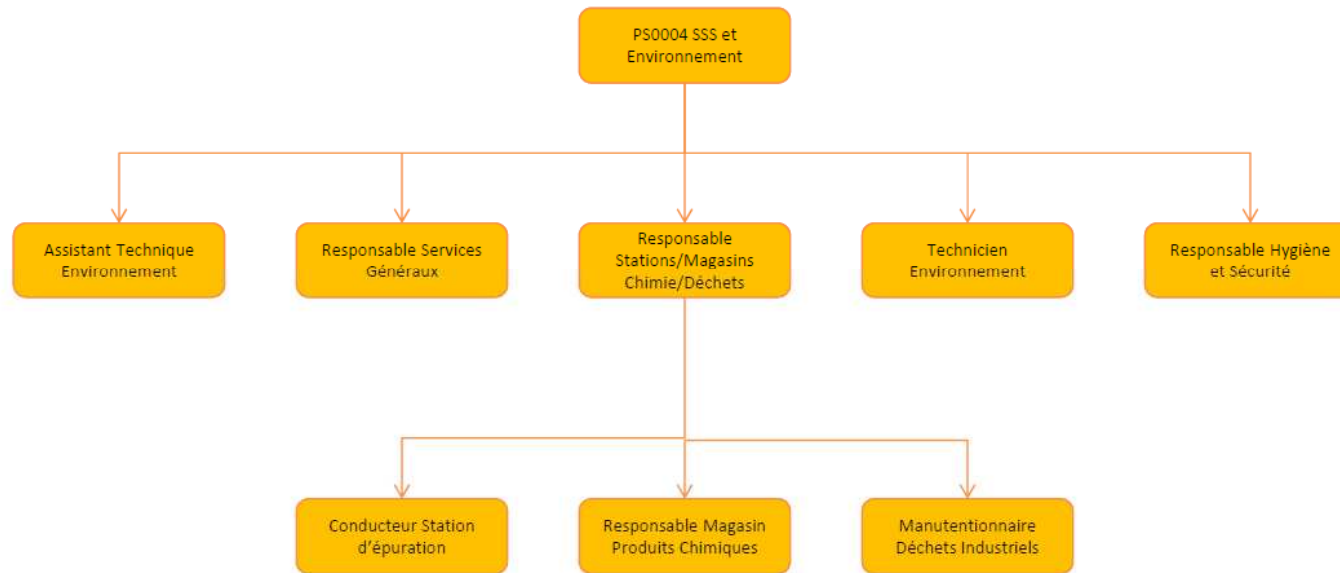 PS0004 SSS et
Environnement
Assistant Technique
Environnement
Responsable Services
Généraux
Responsable
Stations/Magasins
Chimie/Déchets
Technicien
Environnement
Responsable Hygiène
et Sécurité
Conducteur Station
d'épuration
Responsable Magasin
Produits Chimiques
Manutentionnaire
Déchets Industriels